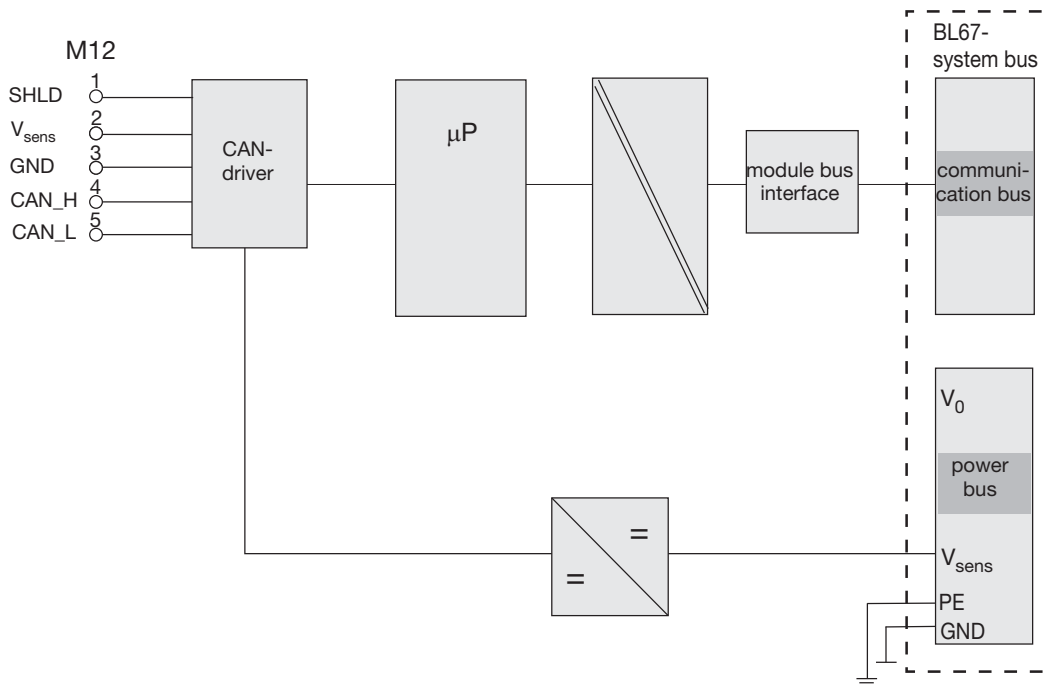 M12
1
SHLD
2
Vsens
3
GND
4
CAN_H
5
CAN_L
CAN-
driver
μP
module bus
interface
BL67-
system bus
communi-
cation bus
V0
power
bus
=
=
Vsens
PE
GND